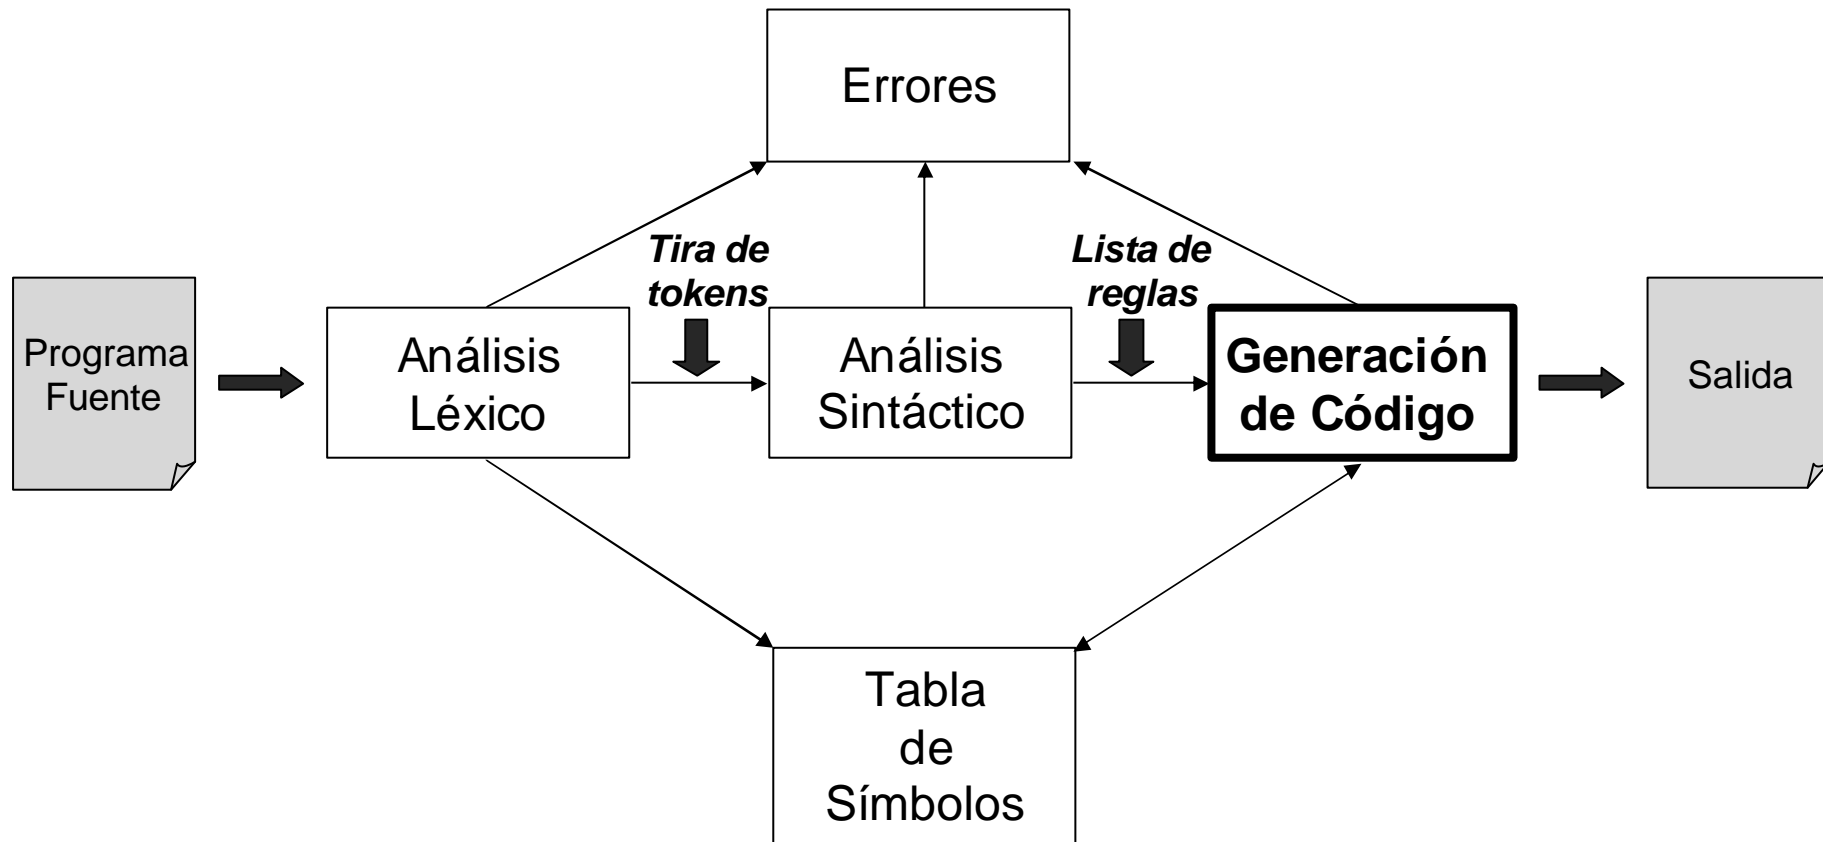 Errores
Tira de
tokens
Lista de
reglas
Programa
Fuente
Análisis
Léxico
Análisis
Sintáctico
Generación
de Código
Salida
Tabla
de
Símbolos